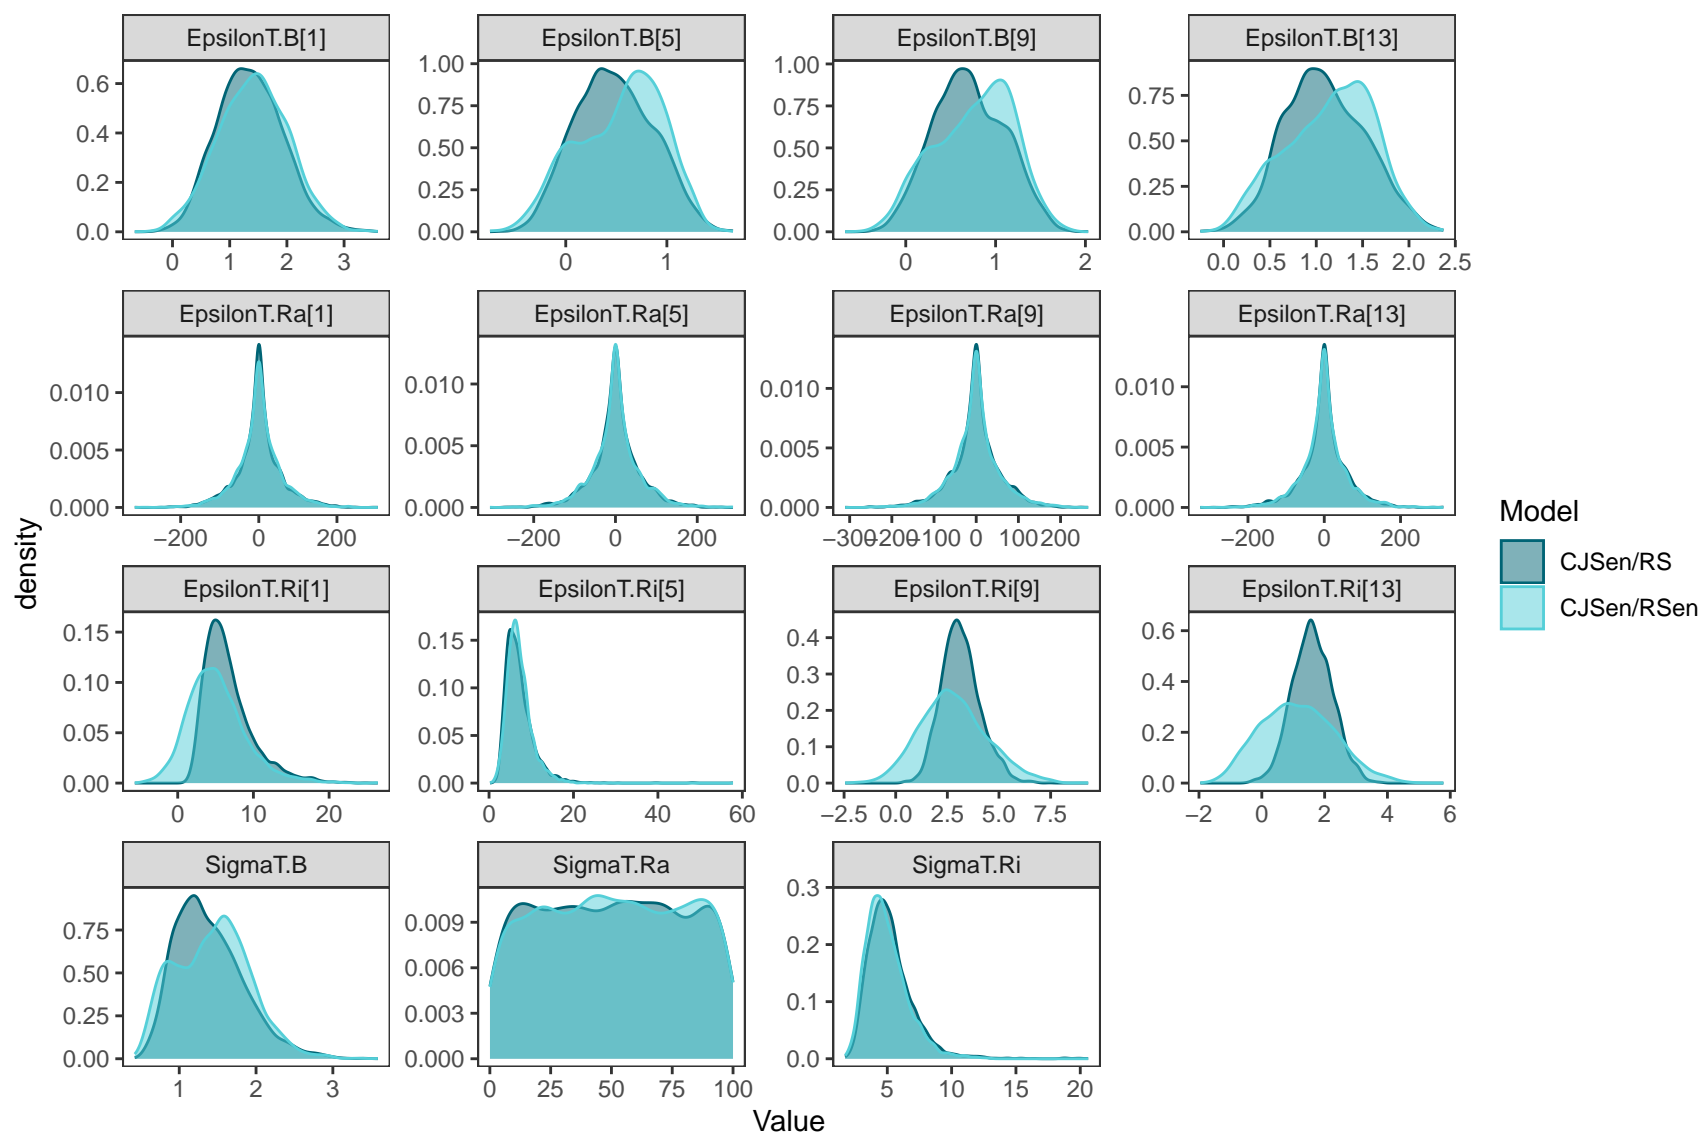 EpsilonT.B[1] EpsilonT.B[5] EpsilonT.B[9] EpsilonT.B[13]
0.6 0.4 0.2 0.0
1.00 0.75 0.50 0.25 0.00
1.00 0.75 0.50 0.25 0.00
0.75 0.50 0.25 0.00
0 1 2 3
0 1
0 1 2
0.0 0.5 1.0 1.5 2.0 2.5
EpsilonT.Ra[1] EpsilonT.Ra[5] EpsilonT.Ra[9] EpsilonT.Ra[13]
0.010 0.005 0.000
0.010 0.005 0.000
0.010 0.005 0.000
0.010 0.005 0.000
−200 0 200
−200 0 200
−300 −200 −100 0 100 200
−200 0 200
EpsilonT.Ri[1] EpsilonT.Ri[5] EpsilonT.Ri[9] EpsilonT.Ri[13]
0.15 0.10 0.05 0.00
0.15 0.10 0.05 0.00
0.4 0.3 0.2 0.1 0.0
0.6 0.4 0.2 0.0
0 10 20
0 20 40 60
−2.5 0.0 2.5 5.0 7.5
−2 0 2 4 6
SigmaT.B SigmaT.Ra SigmaT.Ri
0.75 0.50 0.25 0.00
0.009 0.006 0.003 0.000
0.3 0.2 0.1 0.0
1 2 3
0 25 50 75 100
5 10 15 20
density
Value
Model
CJSen/RS
CJSen/RSen